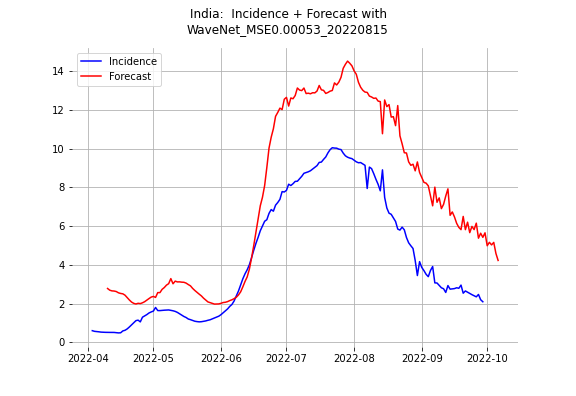 India:  Incidence + Forecast with
WaveNet_MSE0.00053_20220815
Incidence
Forecast
14
12
10
8
6
4
2
0
2022-04 2022-05 2022-06 2022-07 2022-08 2022-09 2022-10